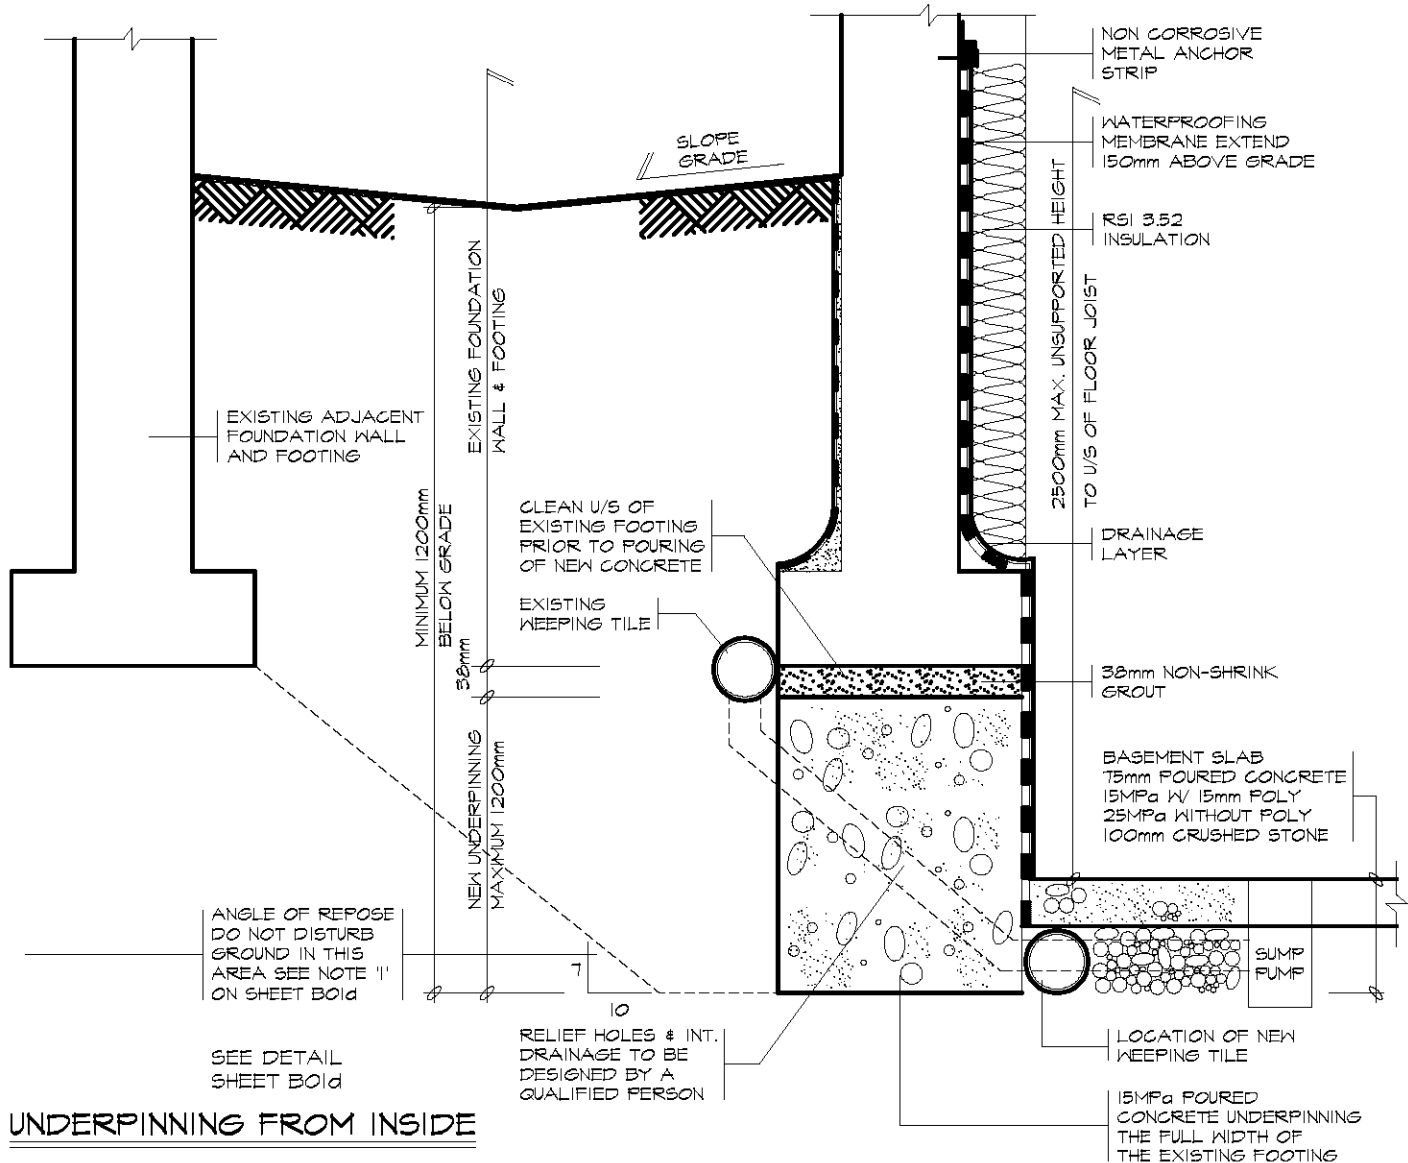 NON CORROSIVE
METAL ANCHOR
STRIP
WATERPROOFING
MEMBRANE EXTEND
150mm ABOVE GRADE
SLOPE
GRADE
RSI 3.52
INSULATION
2500mm MAX. UNSUPPORTED HEIGHT
TO U/S OF FLOOR JOIST
EXISTING FOUNDATION
WALL & FOOTING
EXISTING ADJACENT
FOUNDATION WALL
AND FOOTING
MINIMUM 1200mm
BELOW GRADE
CLEAN U/S OF
EXISTING FOOTING
PRIOR TO POURING
OF NEW CONCRETE
DRAINAGE
LAYER
EXISTING
WEEPING TILE
38mm
38mm NON-SHRINK
GROUT
NEW UNDERPINNING
MAXIMUM 1200mm
BASEMENT SLAB
75mm POURED CONCRETE
15MPa W/ 15mm POLY
25MPa WITHOUT POLY
100mm CRUSHED STONE
ANGLE OF REPOSE
DO NOT DISTURB
GROUND IN THIS
AREA SEE NOTE '1'
ON SHEET B01d
7
10
SUMP
PUMP
RELIEF HOLES & INT.
DRAINAGE TO BE
DESIGNED BY A
QUALIFIED PERSON
LOCATION OF NEW
WEEPING TILE
SEE DETAIL
SHEET B01d
15MPa POURED
CONCRETE UNDERPINNING
THE FULL WIDTH OF
THE EXISTING FOOTING
UNDERPINNING FROM INSIDE